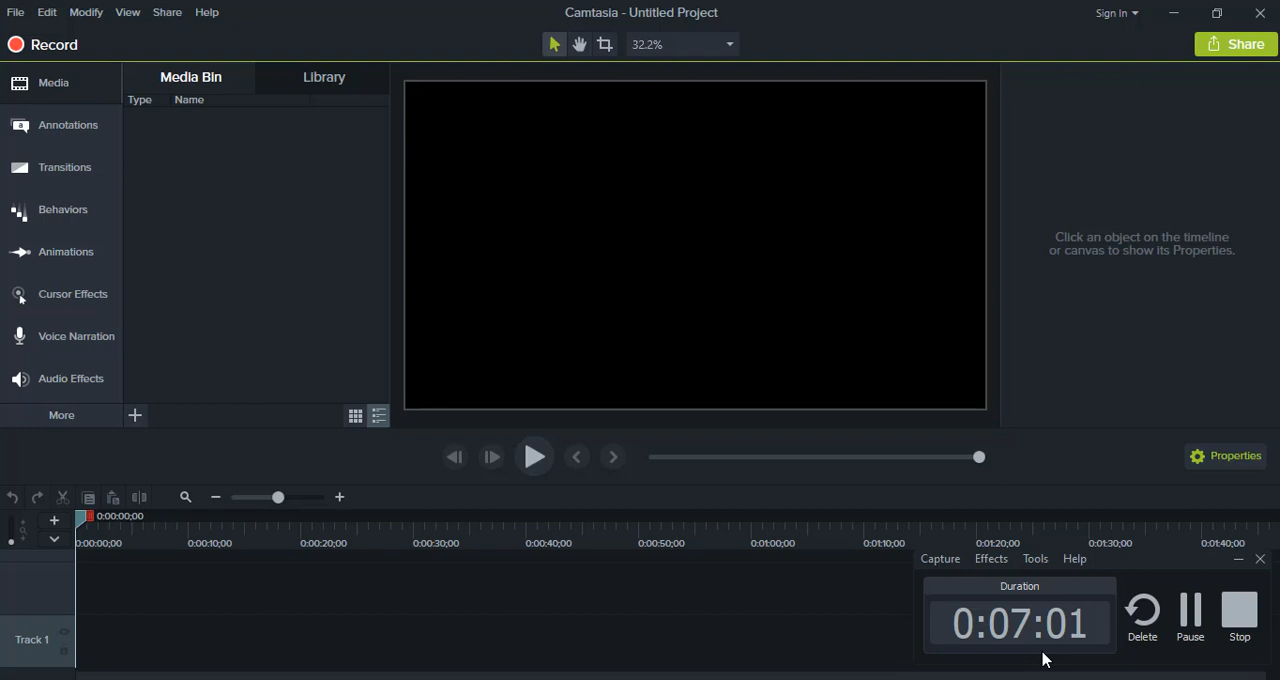 File Edit Modify View Share Help
Camtasia - Untitled Project
Sign In
Record
32.2%
Share
Media
Annotations
Transitions
Behaviors
Animations
Cursor Effects
Voice Narration
Audio Effects
More
Media Bin Library
Type Name
Click an object on the timeline
or canvas to show its Properties.
Properties
0:00:00;00
0:00:00;00 0:00:10;00 0:00:20;00 0:00:30;00 0:00:40;00 0:00:50;00 0:01:00;00 0:01:10;00 0:01:20;00 0:01:30;00 0:01:40;00
Track 1
Capture Effects Tools Help
Duration
0:07:01
Delete Pause Stop